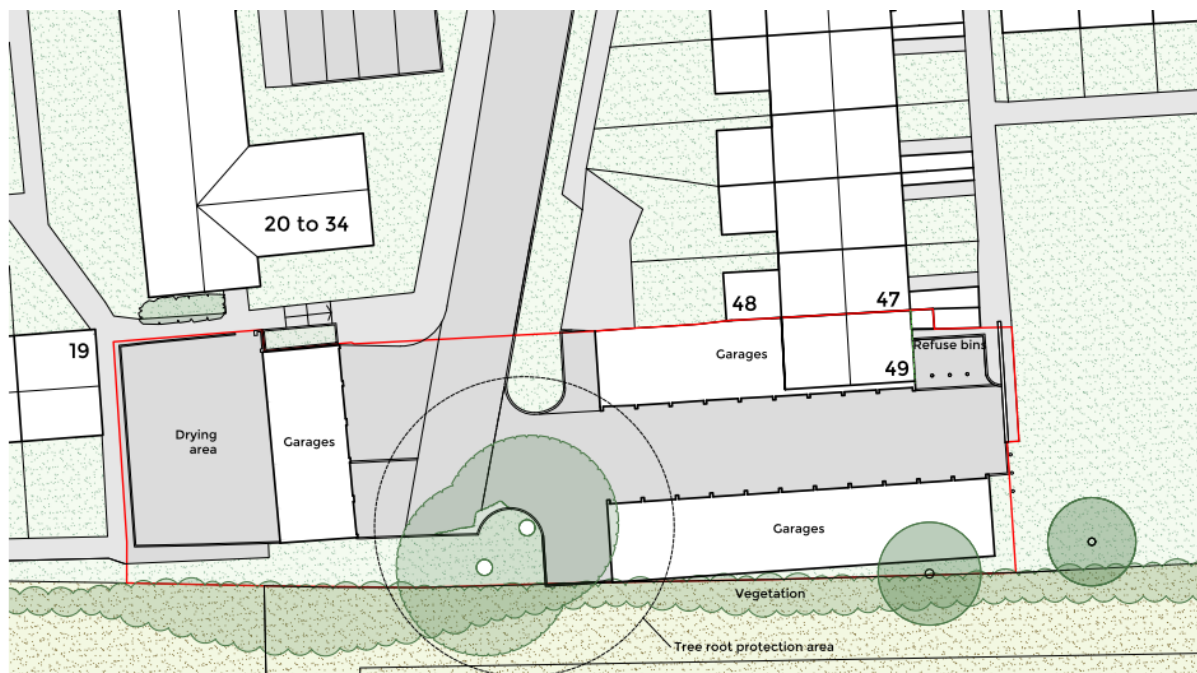 20 to 34
48
47
19
Refuse bins
Garages
49
Drying
area
Garages
Garages
Vegetation
Tree root protection area